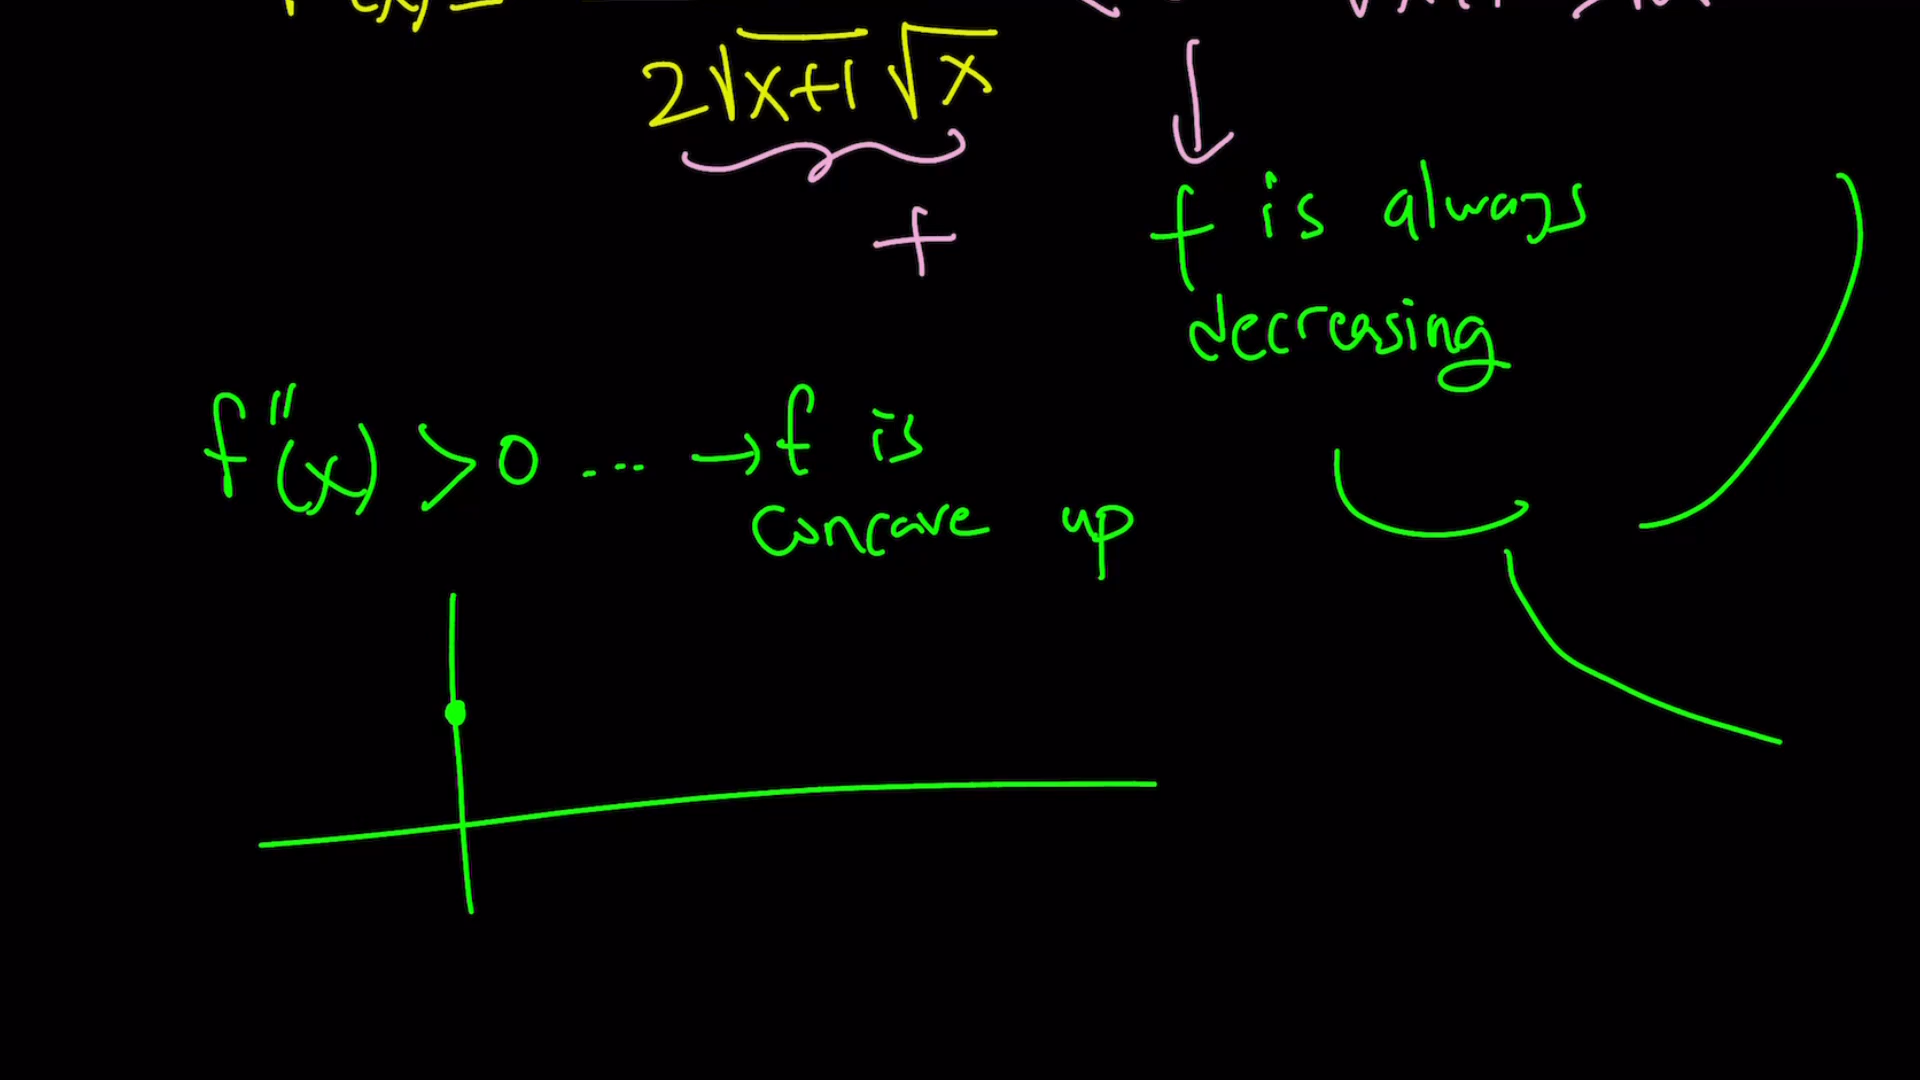 2√x+1 √x
+
f is always
decreasing
f''(x) > 0 ... → f is
concave up